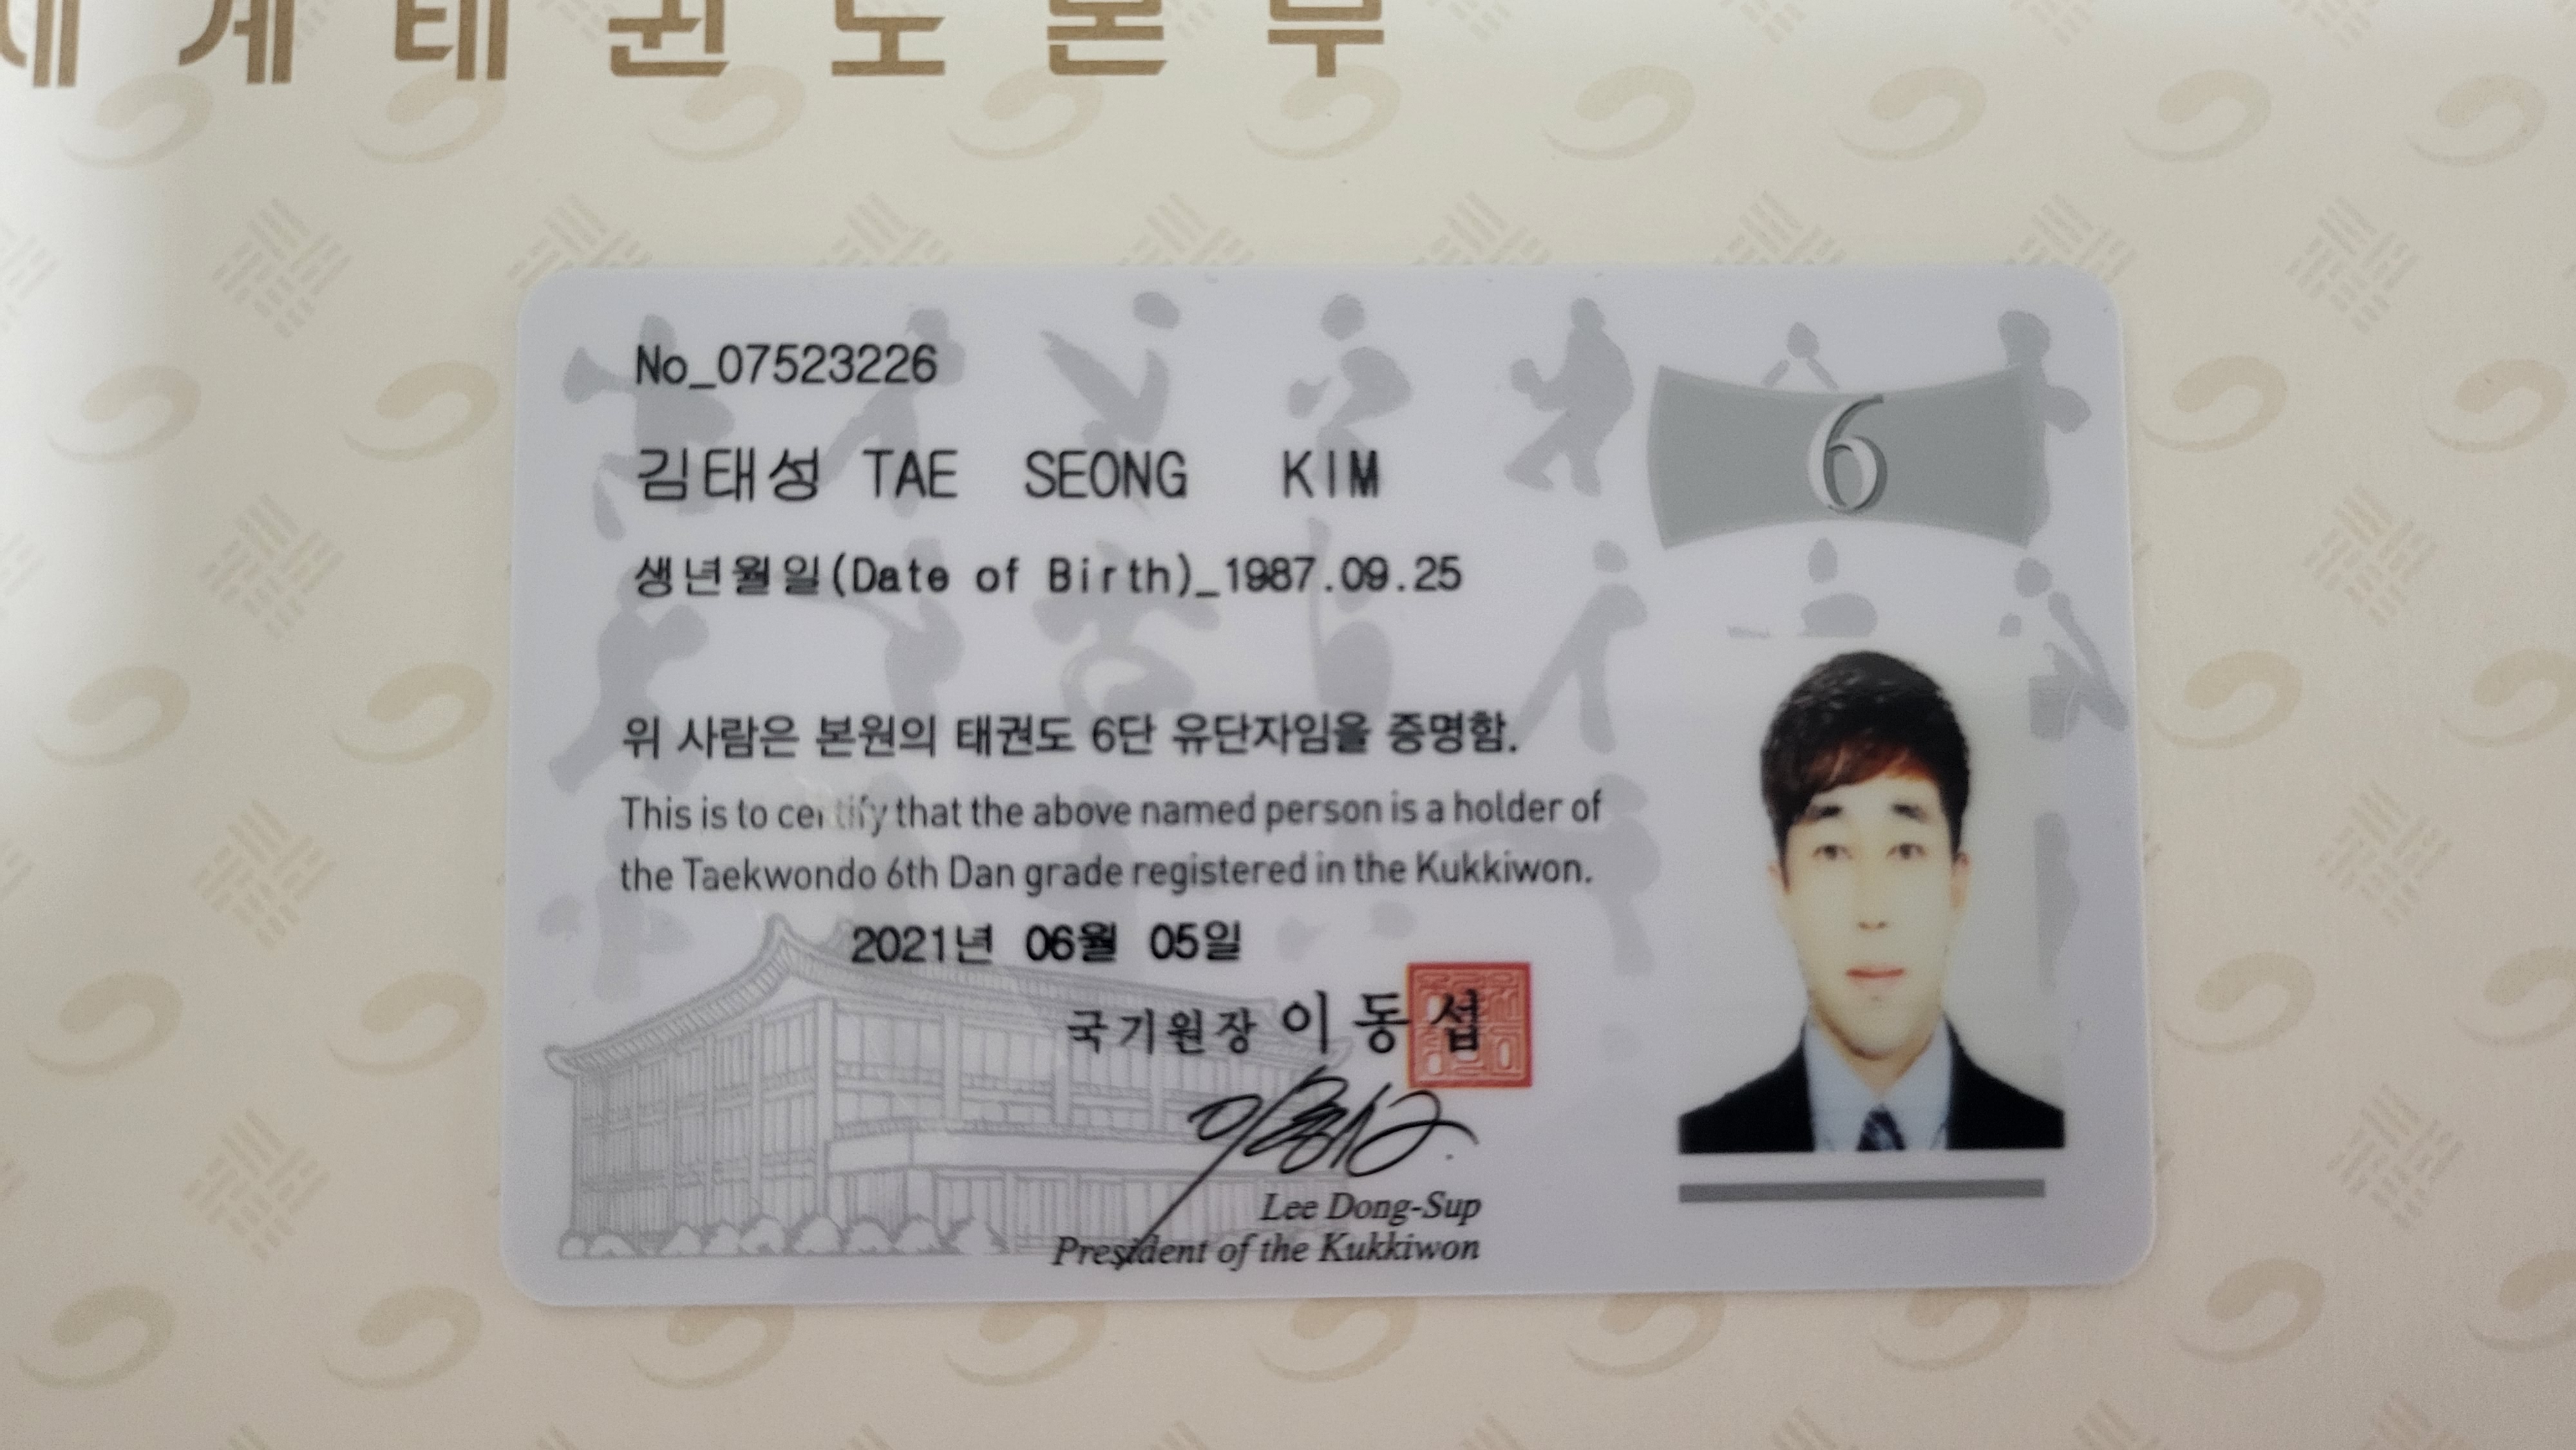 세계태권도본부
No_07523226
6
김태성 TAE SEONG KIM
생년월일(Date of Birth)_1987.09.25
위 사람은 본원의 태권도 6단 유단자임을 증명함.
This is to certify that the above named person is a holder of
the Taekwondo 6th Dan grade registered in the Kukkiwon.
2021년 06월 05일
국기원장 이동섭
Lee Dong-Sup
President of the Kukkiwon